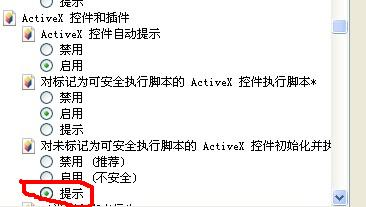 提示
ActiveX 控件和插件
ActiveX 控件自动提示
禁用
启用
对标记为可安全执行脚本的 ActiveX 控件执行脚本*
禁用
启用
提示
对未标记为可安全执行脚本的 ActiveX 控件初始化并执
禁用 (推荐)
启用 (不安全)
提示